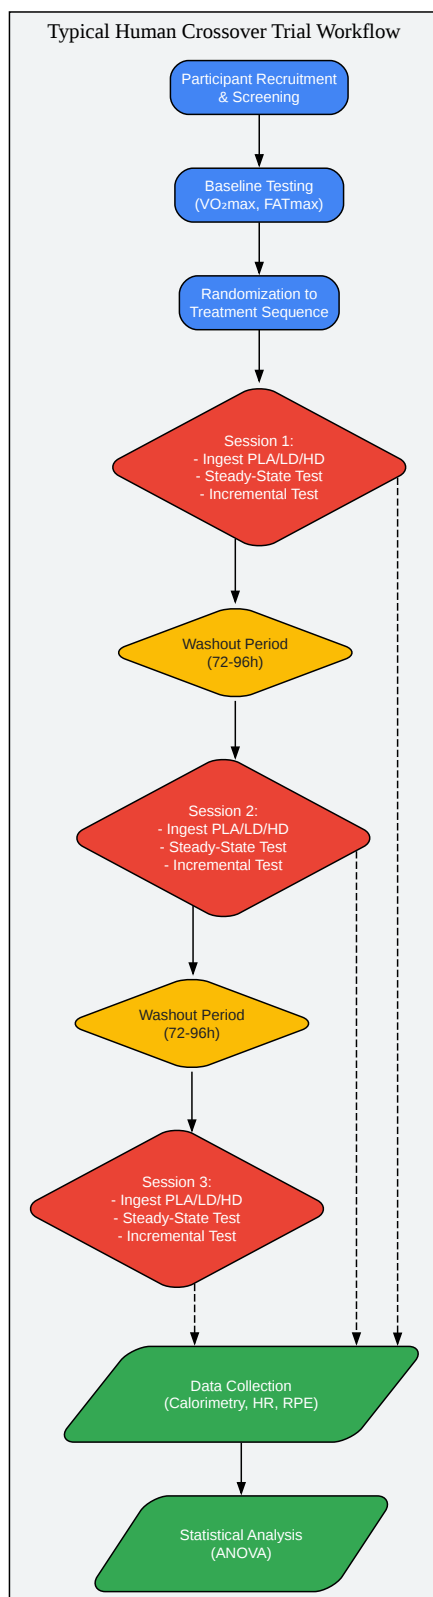 Typical Human Crossover Trial Workflow
Participant Recruitment
& Screening
Baseline Testing
(VO₂max, FATmax)
Randomization to
Treatment Sequence
Session 1:
- Ingest PLA/LD/HD
- Steady-State Test
- Incremental Test
Washout Period
(72-96h)
Session 2:
- Ingest PLA/LD/HD
- Steady-State Test
- Incremental Test
Washout Period
(72-96h)
Session 3:
- Ingest PLA/LD/HD
- Steady-State Test
- Incremental Test
Data Collection
(Calorimetry, HR, RPE)
Statistical Analysis
(ANOVA)